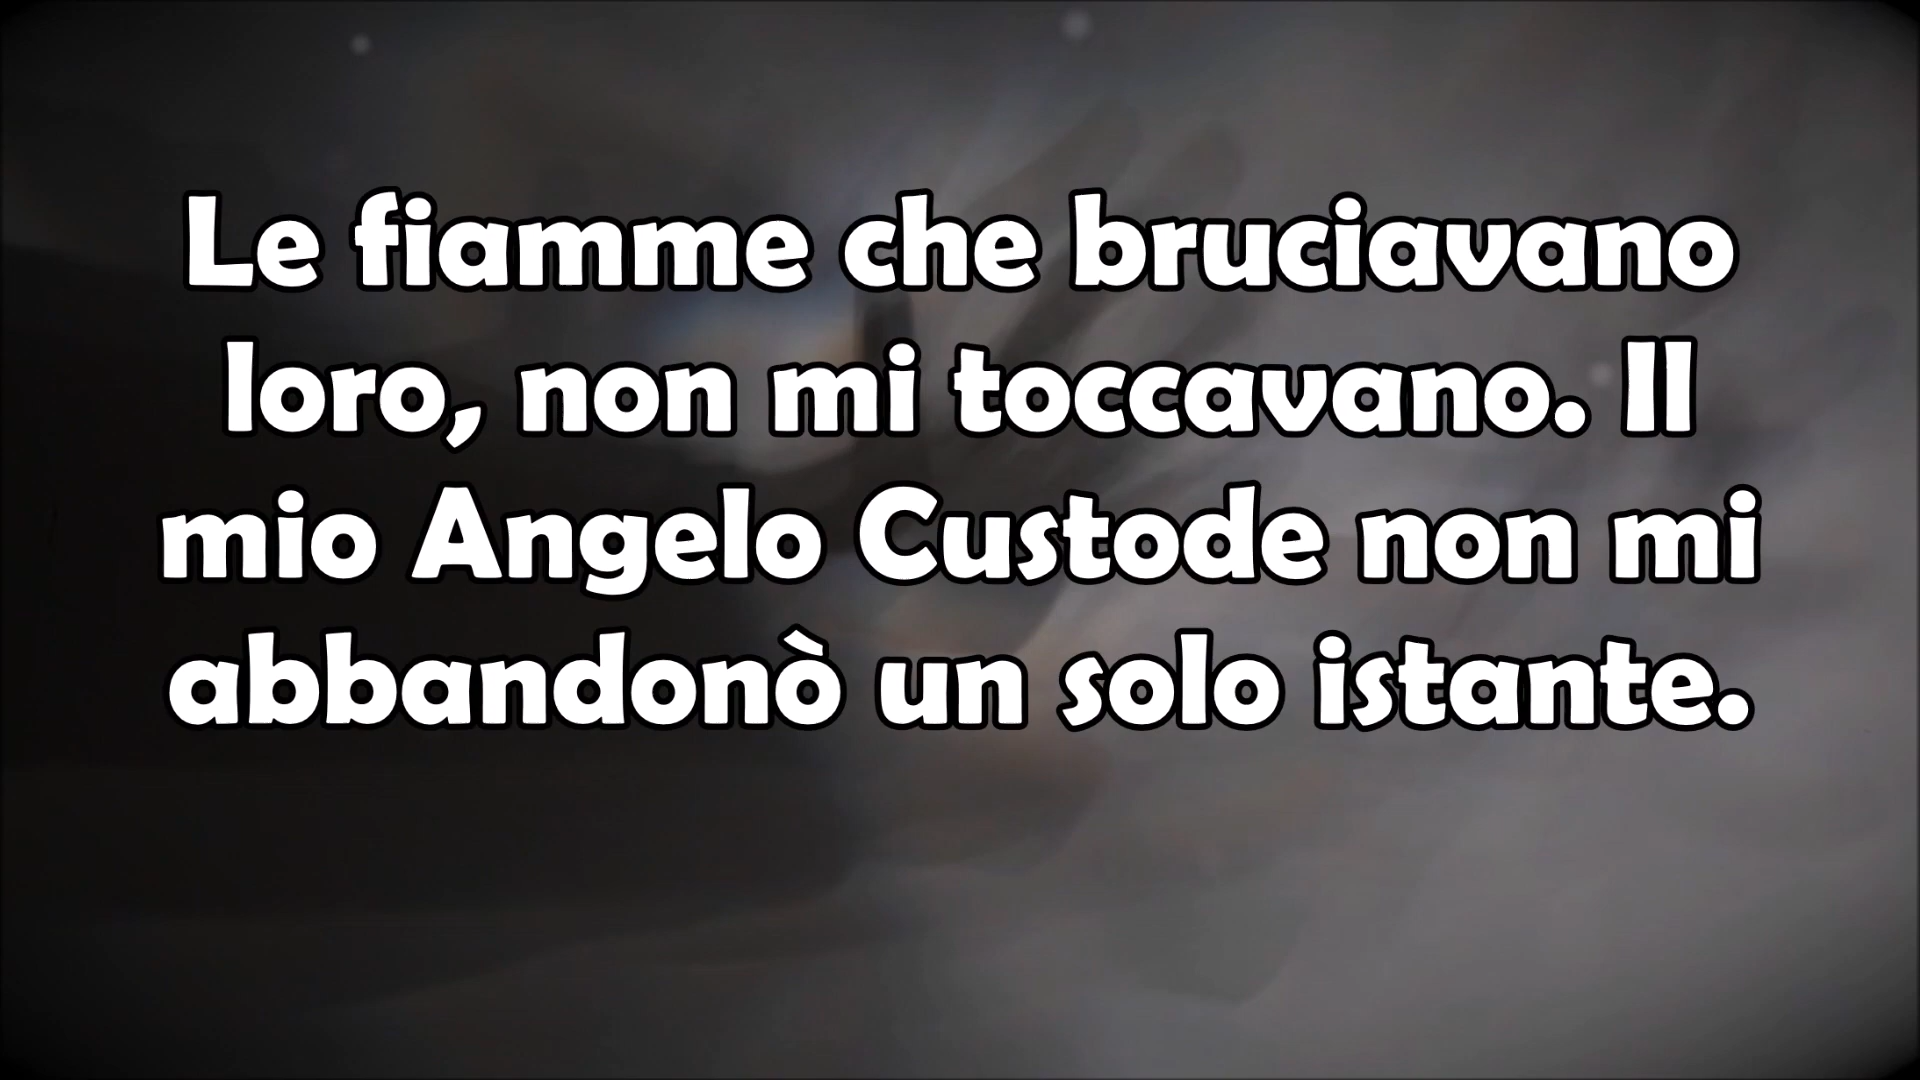 Le fiamme che bruciavano
loro, non mi toccavano. Il
mio Angelo Custode non mi
abbandonò un solo istante.